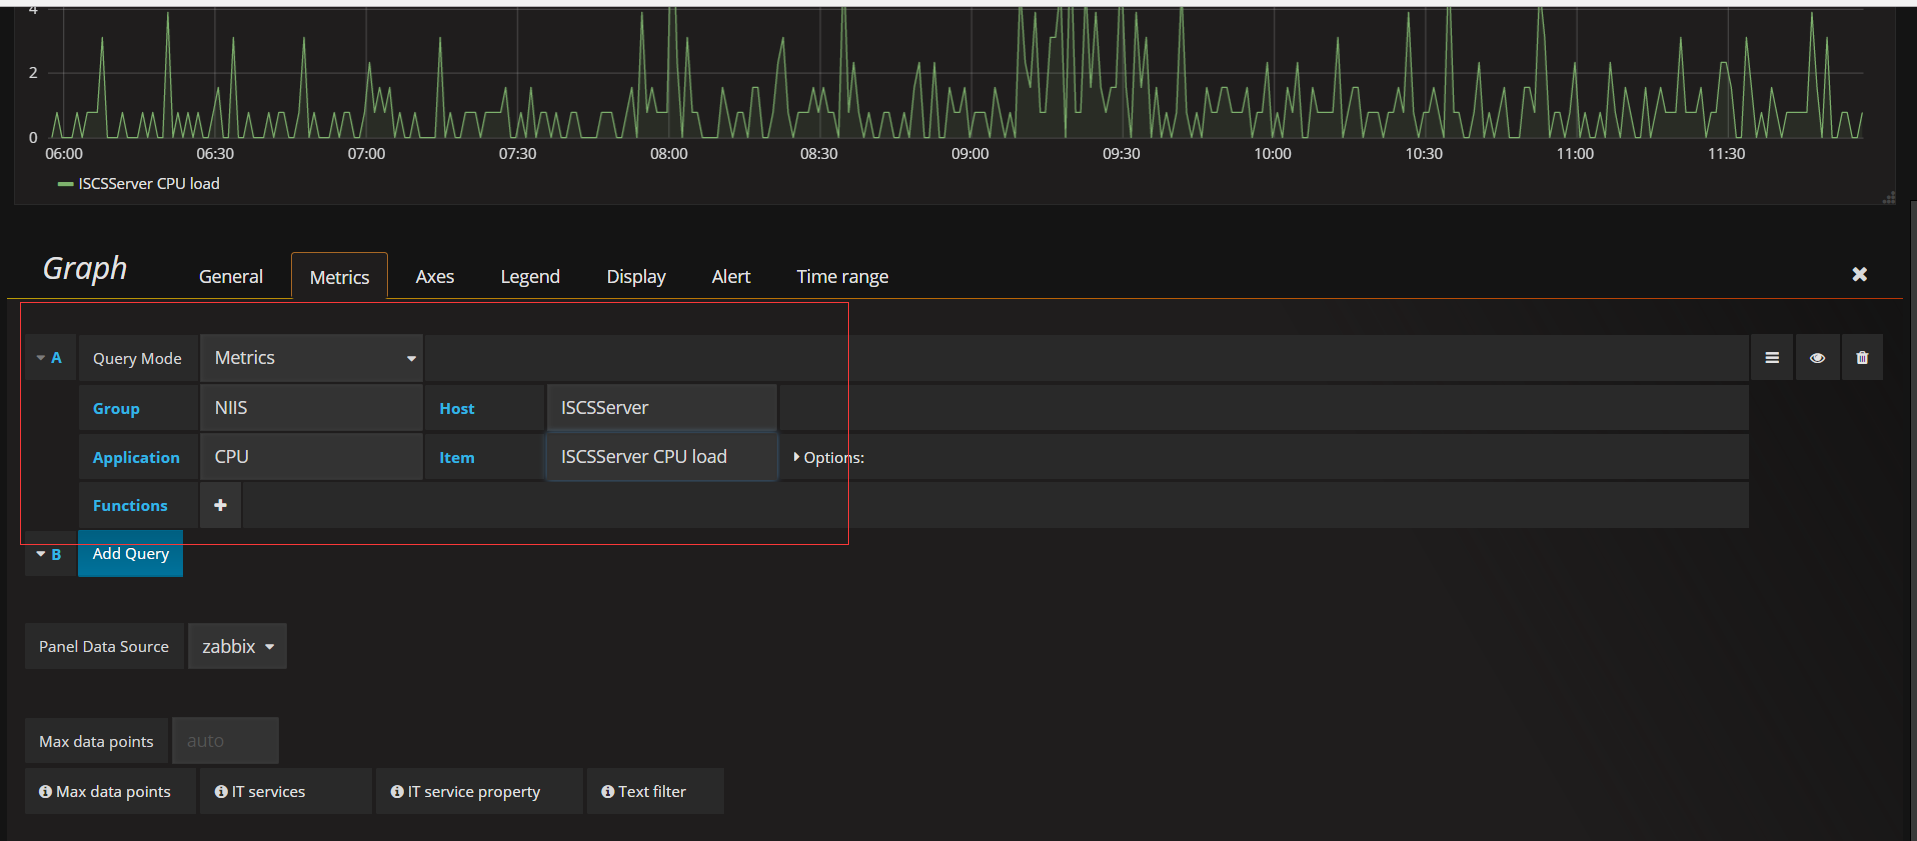 4
2
0
06:00 06:30 07:00 07:30 08:00 08:30 09:00 09:30 10:00 10:30 11:00 11:30
ISCSServer CPU load
Graph General Metrics Axes Legend Display Alert Time range
A Query Mode Metrics
Group NIIS Host ISCSServer
Application CPU Item ISCSServer CPU load Options:
Functions
B Add Query
Panel Data Source zabbix
Max data points auto
Max data points IT services IT service property Text filter